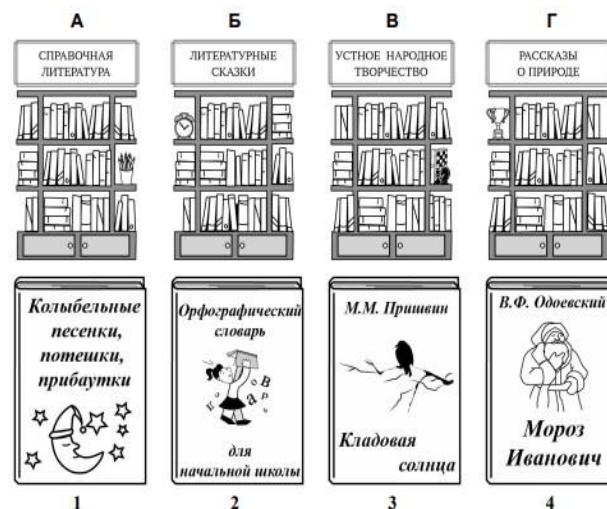 А
Б
В
Г
СПРАВОЧНАЯ
ЛИТЕРАТУРА
ЛИТЕРАТУРНЫЕ
СКАЗКИ
УСТНОЕ НАРОДНОЕ
ТВОРЧЕСТВО
РАССКАЗЫ
О ПРИРОДЕ
Колыбельные
песенки,
потешки,
прибаутки
Орфографический
словарь
для
начальной школы
М.М. Пришвин
Кладовая
солнца
В.Ф. Одоевский
Мороз
Иванович
1
2
3
4